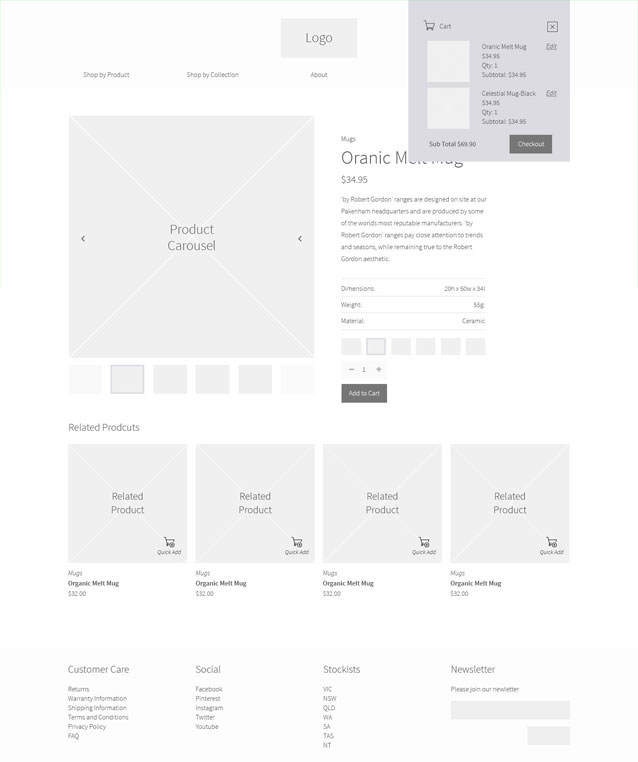 Logo
Shop by Product
Shop by Collection
About
Cart
Oranic Melt Mug
Edit
$34.95
Qty: 1
Subtotal: $34.95
Celestial Mug-Black
Edit
$34.95
Qty: 1
Subtotal: $34.95
Sub Total $69.90
Checkout
Product
Carousel
Mugs
Oranic Melt Mug
$34.95
'by Robert Gordon' ranges are designed on site at our
Pakenham headquarters and are produced by some
of the worlds most reputable manufacturers. 'by
Robert Gordon' ranges pay close attention to trends
and seasons, while remaining true to the Robert
Gordon aesthetic.
Dimensions: 20h x 50w x 34l
Weight: 55g:
Material: Ceramic
1
Add to Cart
Related Prodcuts
Related
Product
Quick Add
Related
Product
Quick Add
Related
Product
Quick Add
Related
Product
Quick Add
Mugs
Organic Melt Mug
$32.00
Mugs
Organic Melt Mug
$32.00
Mugs
Organic Melt Mug
$32.00
Mugs
Organic Melt Mug
$32.00
Customer Care
Returns
Warranty Information
Shipping Information
Terms and Conditions
Privacy Policy
FAQ
Social
Facebook
Pinterest
Instagram
Twitter
Youtube
Stockists
VIC
NSW
QLD
WA
SA
TAS
NT
Newsletter
Please join our newsletter